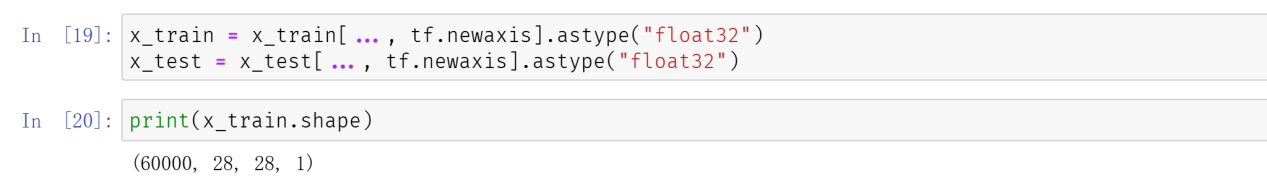 In [19]: x_train = x_train[ ... , tf.newaxis].astype("float32")
x_test = x_test[ ... , tf.newaxis].astype("float32")
In [20]: print(x_train.shape)
(60000, 28, 28, 1)